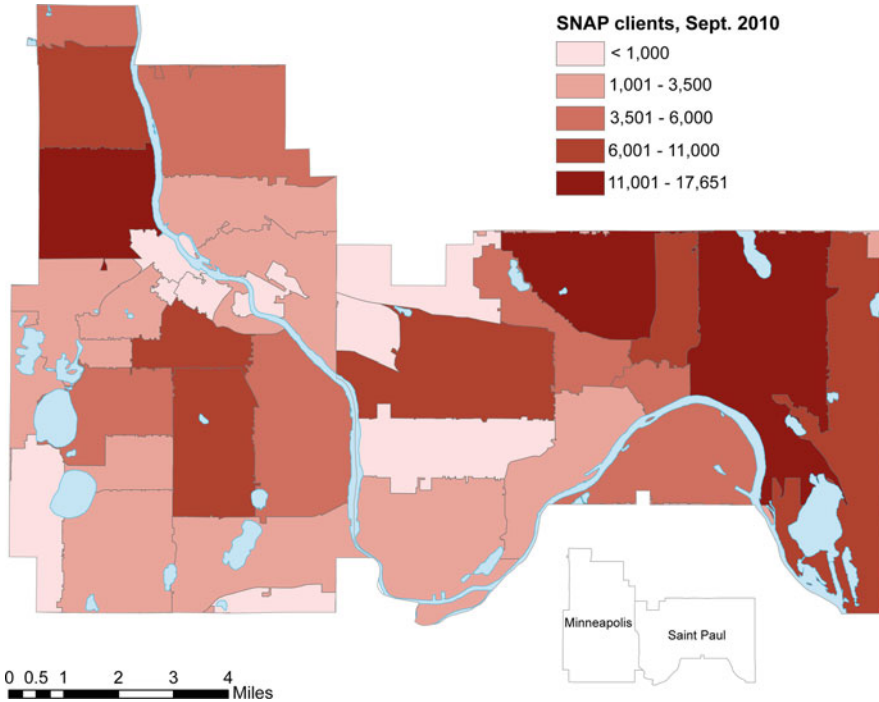 SNAP clients, Sept. 2010
< 1,000
1,001 - 3,500
3,501 - 6,000
6,001 - 11,000
11,001 - 17,651
Minneapolis
Saint Paul
0 0.5 1 2 3 4
Miles